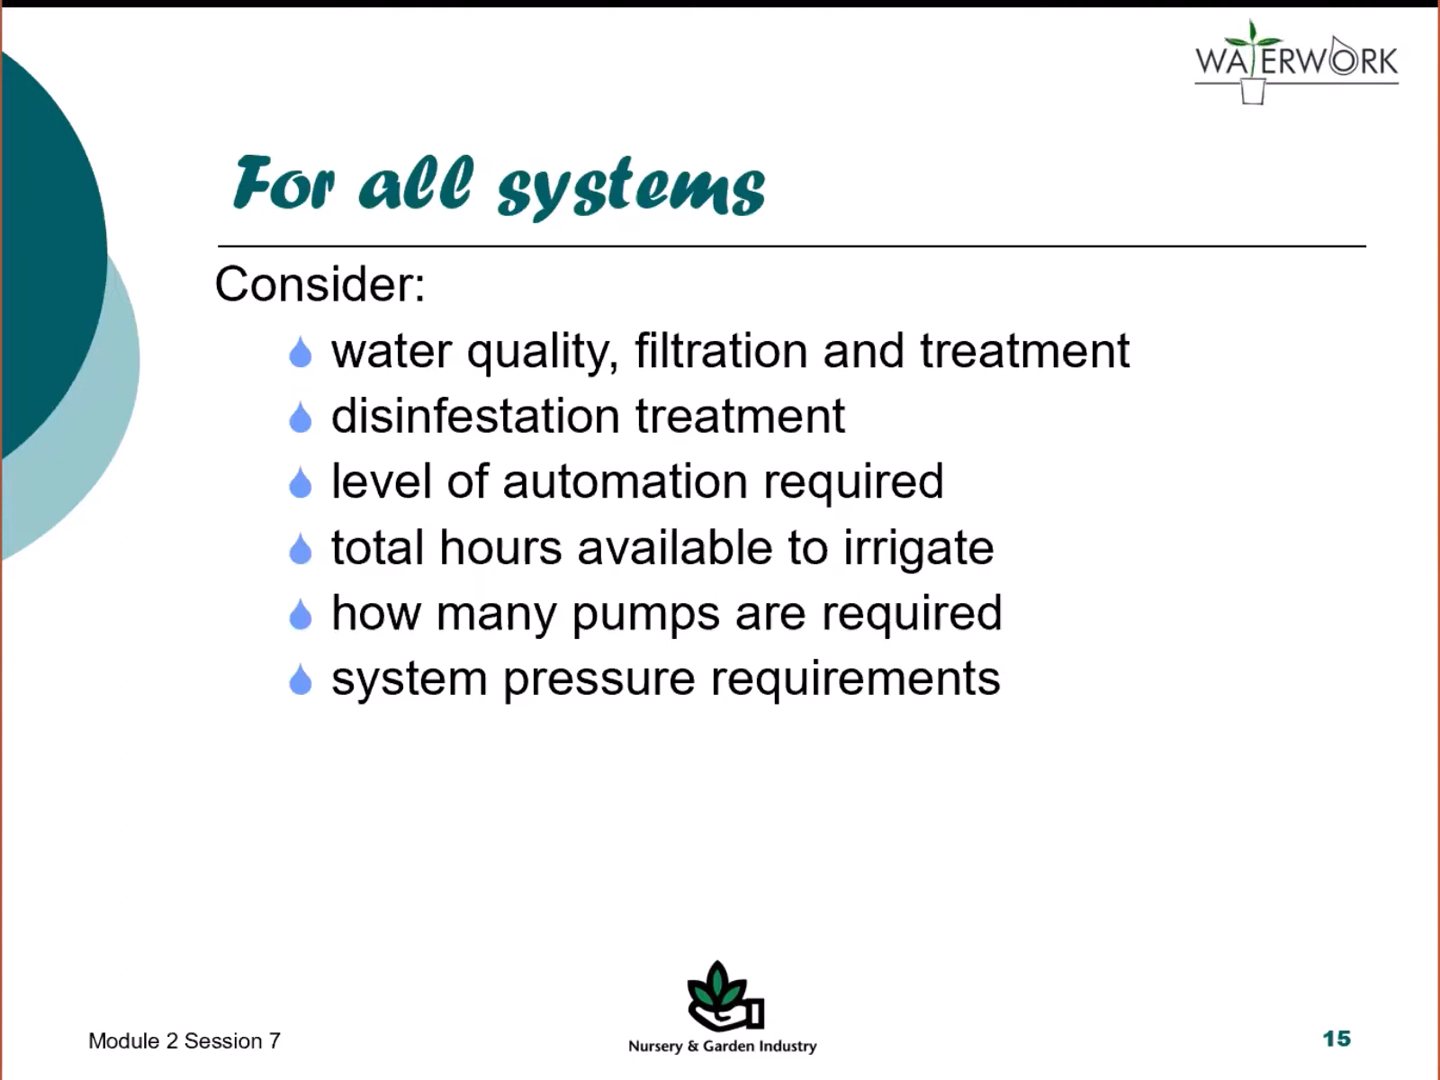 WATERWORK
For all systems
Consider:
water quality, filtration and treatment
disinfestation treatment
level of automation required
total hours available to irrigate
how many pumps are required
system pressure requirements
Nursery & Garden Industry
Module 2 Session 7
15